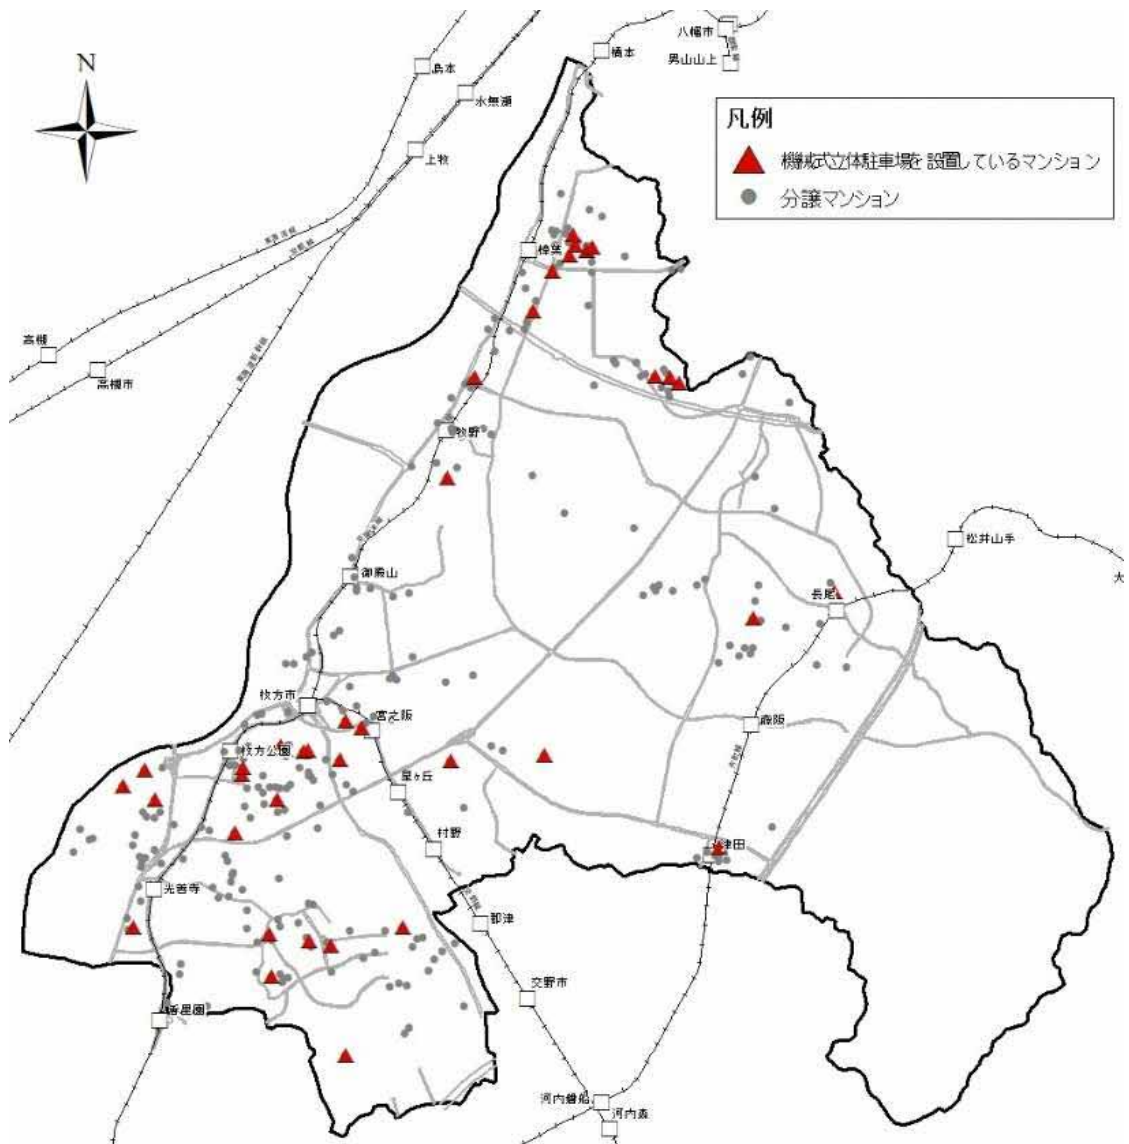 八幡市
橋本
男山山上
N
島本
水無瀬
上牧
凡例
機械式立体駐車場を設置しているマンション
分譲マンション
樟葉
高槻
高槻市
牧野
松井山手
大
御殿山
長尾
枚方市
宮之阪
藤阪
枚方公園
星ヶ丘
村野
津田
光善寺
郡津
交野市
香里園
河内磐船
河内森